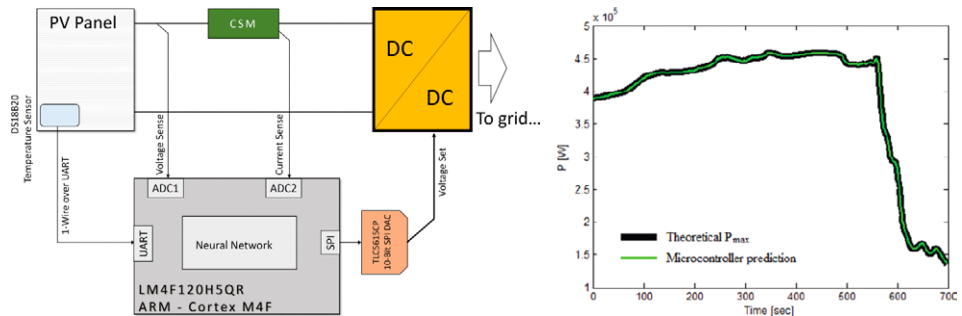 PV Panel
CSM
DC
DC
To grid...
DS18B20
Temperature Sensor
1-Wire over UART
Voltage Sense
Current Sense
Voltage Set
ADC1
ADC2
UART
Neural Network
SPI
TLC5615CP
10-Bit SPI DAC
LM4F120H5QR
ARM - Cortex M4F
x 10⁵
5
4.5
4
3.5
3
2.5
2
1.5
1
P [W]
Theoretical Pmax
Microcontroller prediction
0 100 200 300 400 500 600 700
Time [sec]